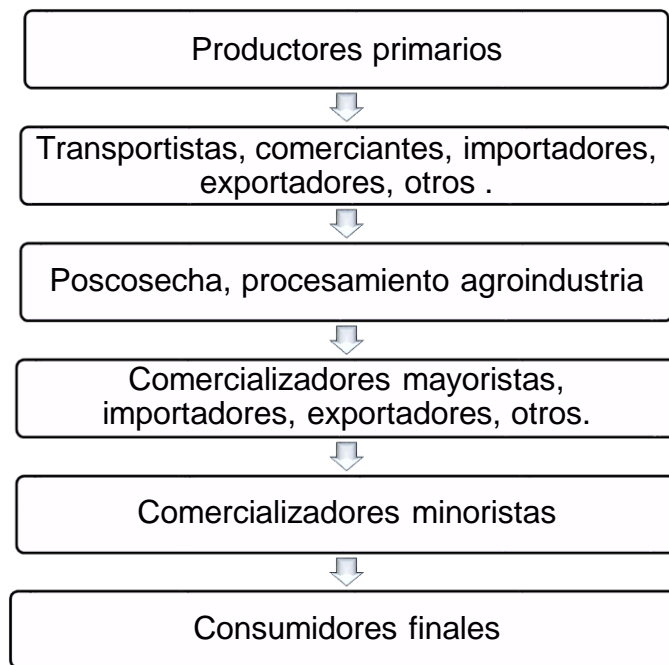 Productores primarios
Transportistas, comerciantes, importadores,
exportadores, otros .
Poscosecha, procesamiento agroindustria
Comercializadores mayoristas,
importadores, exportadores, otros.
Comercializadores minoristas
Consumidores finales